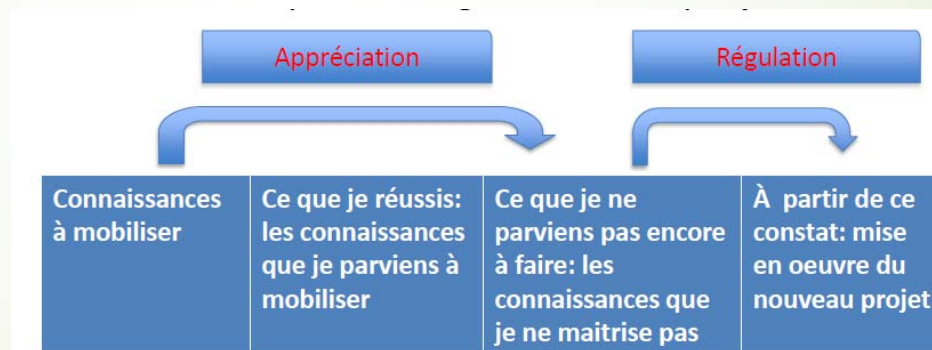 Appréciation
Régulation
Connaissances
à mobiliser
Ce que je réussis:
les connaissances
que je parviens à
mobiliser
Ce que je ne
parviens pas encore
à faire: les
connaissances que
je ne maitrise pas
À partir de ce
constat: mise
en oeuvre du
nouveau projet